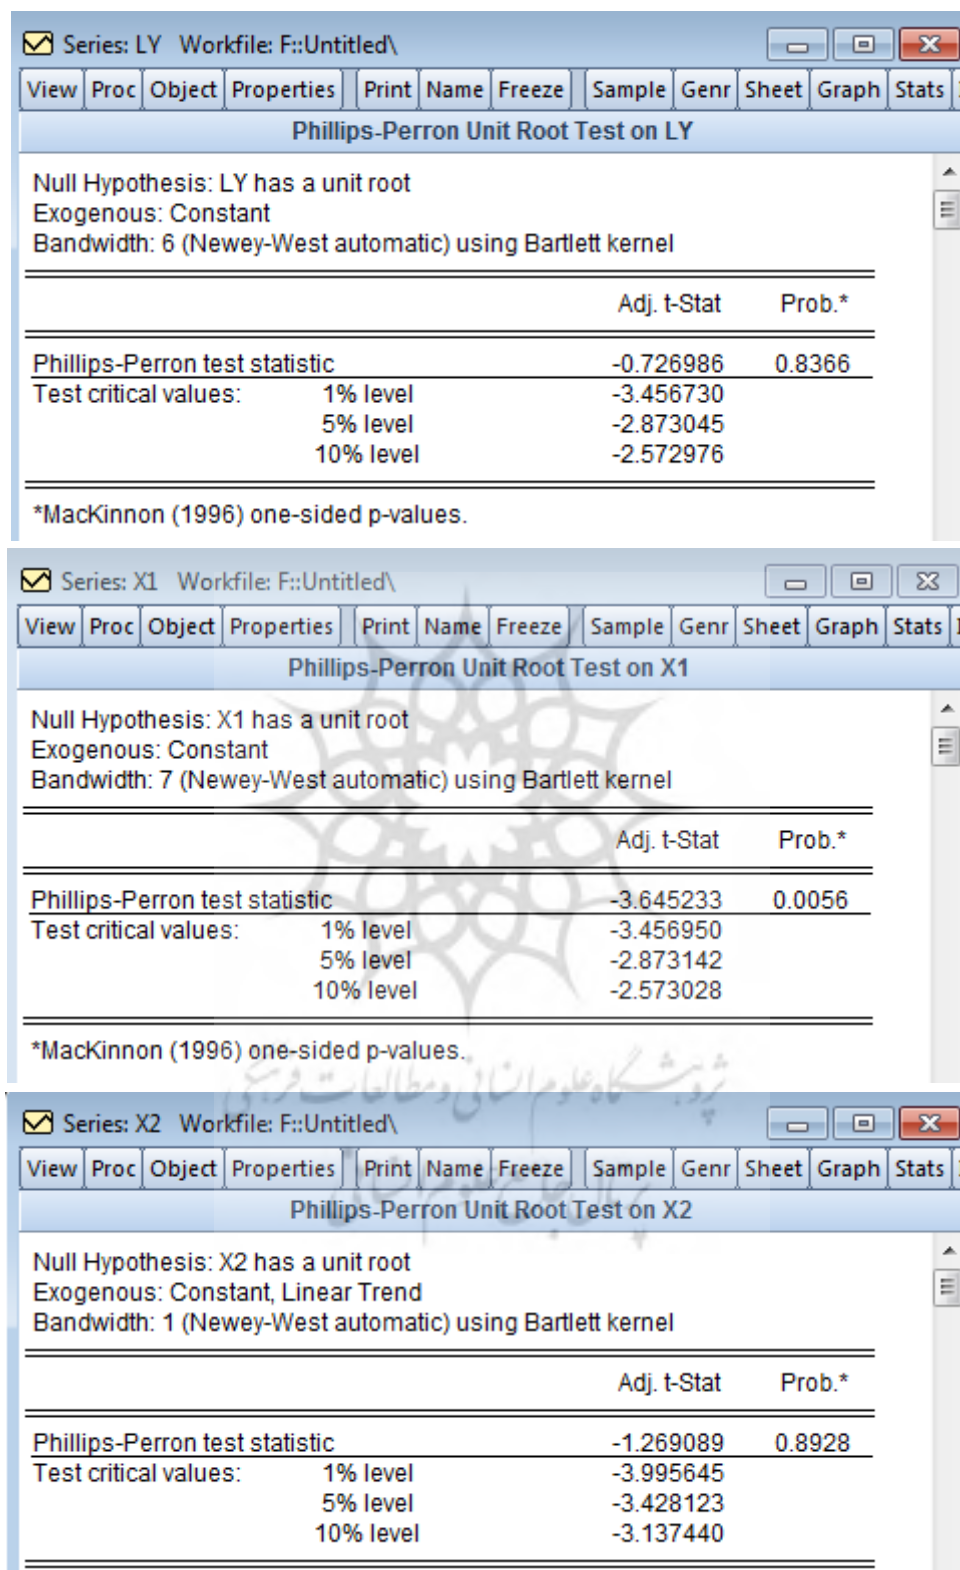 Series: LY Workfile: F::Untitled\
View Proc Object Properties Print Name Freeze Sample Genr Sheet Graph Stats
Phillips-Perron Unit Root Test on LY
Null Hypothesis: LY has a unit root
Exogenous: Constant
Bandwidth: 6 (Newey-West automatic) using Bartlett kernel
Adj. t-Stat Prob.*
Phillips-Perron test statistic -0.726986 0.8366
Test critical values: 1% level -3.456730
5% level -2.873045
10% level -2.572976
*MacKinnon (1996) one-sided p-values.
Series: X1 Workfile: F::Untitled\
View Proc Object Properties Print Name Freeze Sample Genr Sheet Graph Stats
Phillips-Perron Unit Root Test on X1
Null Hypothesis: X1 has a unit root
Exogenous: Constant
Bandwidth: 7 (Newey-West automatic) using Bartlett kernel
Adj. t-Stat Prob.*
Phillips-Perron test statistic -3.645233 0.0056
Test critical values: 1% level -3.456950
5% level -2.873142
10% level -2.573028
*MacKinnon (1996) one-sided p-values.
پژوهشگاه علوم انسانی و مطالعات فرهنگی
Series: X2 Workfile: F::Untitled\
View Proc Object Properties Print Name Freeze Sample Genr Sheet Graph Stats
پرتال جامع علوم انسانی
Phillips-Perron Unit Root Test on X2
Null Hypothesis: X2 has a unit root
Exogenous: Constant, Linear Trend
Bandwidth: 1 (Newey-West automatic) using Bartlett kernel
Adj. t-Stat Prob.*
Phillips-Perron test statistic -1.269089 0.8928
Test critical values: 1% level -3.995645
5% level -3.428123
10% level -3.137440